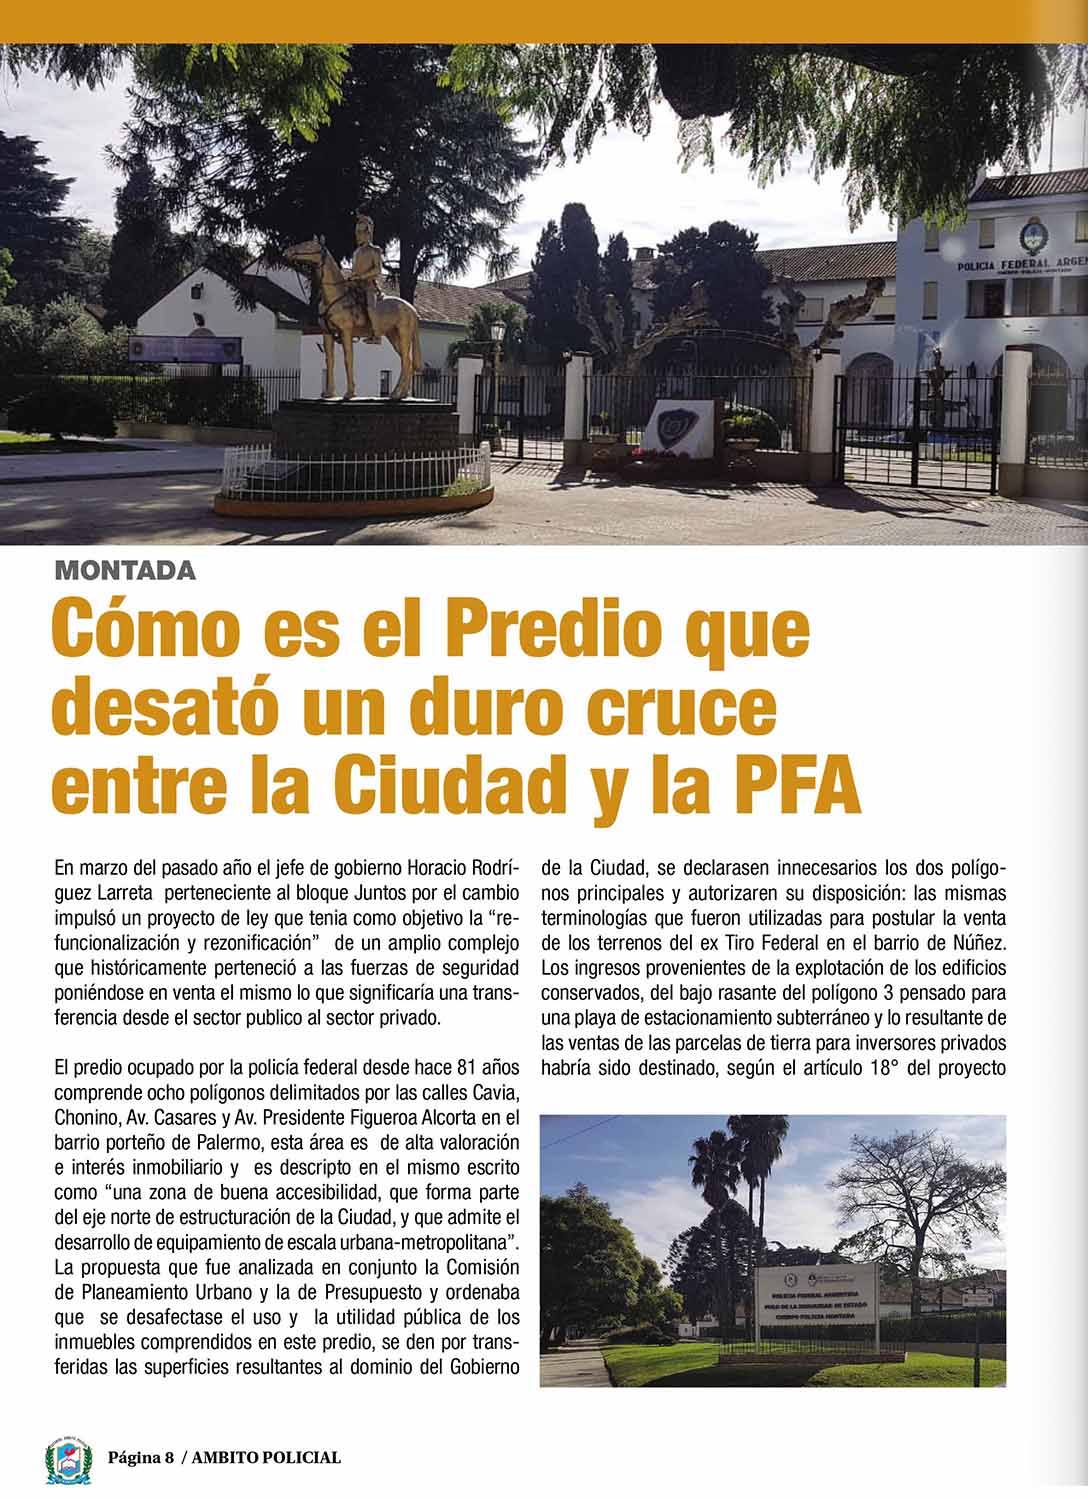 POLICIA FEDERAL ARGEN
CUERPO POLICIA MONTADA
MONTADA
Cómo es el Predio que
desató un duro cruce
entre la Ciudad y la PFA
En marzo del pasado año el jefe de gobierno Horacio Rodrí-
guez Larreta perteneciente al bloque Juntos por el cambio
impulsó un proyecto de ley que tenia como objetivo la “re-
funcionalización y rezonificación” de un amplio complejo
que históricamente perteneció a las fuerzas de seguridad
poniéndose en venta el mismo lo que significaría una trans-
ferencia desde el sector publico al sector privado.
El predio ocupado por la policía federal desde hace 81 años
comprende ocho polígonos delimitados por las calles Cavia,
Chonino, Av. Casares y Av. Presidente Figueroa Alcorta en el
barrio porteño de Palermo, esta área es de alta valoración
e interés inmobiliario y es descripto en el mismo escrito
como “una zona de buena accesibilidad, que forma parte
del eje norte de estructuración de la Ciudad, y que admite el
desarrollo de equipamiento de escala urbana-metropolitana”.
La propuesta que fue analizada en conjunto la Comisión
de Planeamiento Urbano y la de Presupuesto y ordenaba
que se desafectase el uso y la utilidad pública de los
inmuebles comprendidos en este predio, se den por trans-
feridas las superficies resultantes al dominio del Gobierno
de la Ciudad, se declarasen innecesarios los dos polígo-
nos principales y autorizaren su disposición: las mismas
terminologías que fueron utilizadas para postular la venta
de los terrenos del ex Tiro Federal en el barrio de Núñez.
Los ingresos provenientes de la explotación de los edificios
conservados, del bajo rasante del polígono 3 pensado para
una playa de estacionamiento subterráneo y lo resultante de
las ventas de las parcelas de tierra para inversores privados
habría sido destinado, según el artículo 18° del proyecto
POLICIA FEDERAL ARGENTINA
POLO DE LA SEGURIDAD DE ESTADO
CUERPO POLICIA MONTADA
Página 8 / AMBITO POLICIAL